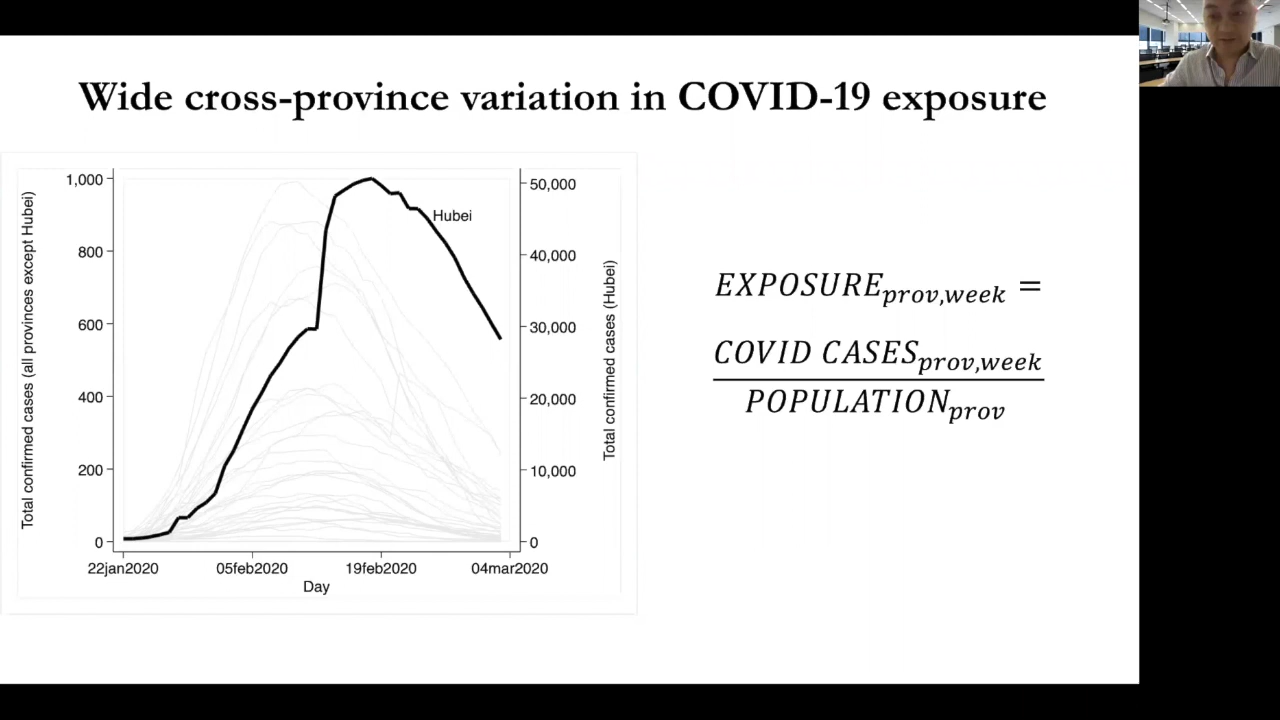 Wide cross-province variation in COVID-19 exposure
Total confirmed cases (all provinces except Hubei)
1,000
800
600
400
200
0
Hubei
50,000
40,000
30,000
20,000
10,000
0
Total confirmed cases (Hubei)
22jan2020 05feb2020 19feb2020 04mar2020
Day
EXPOSURE_prov,week =
COVID CASES_prov,week
POPULATION_prov